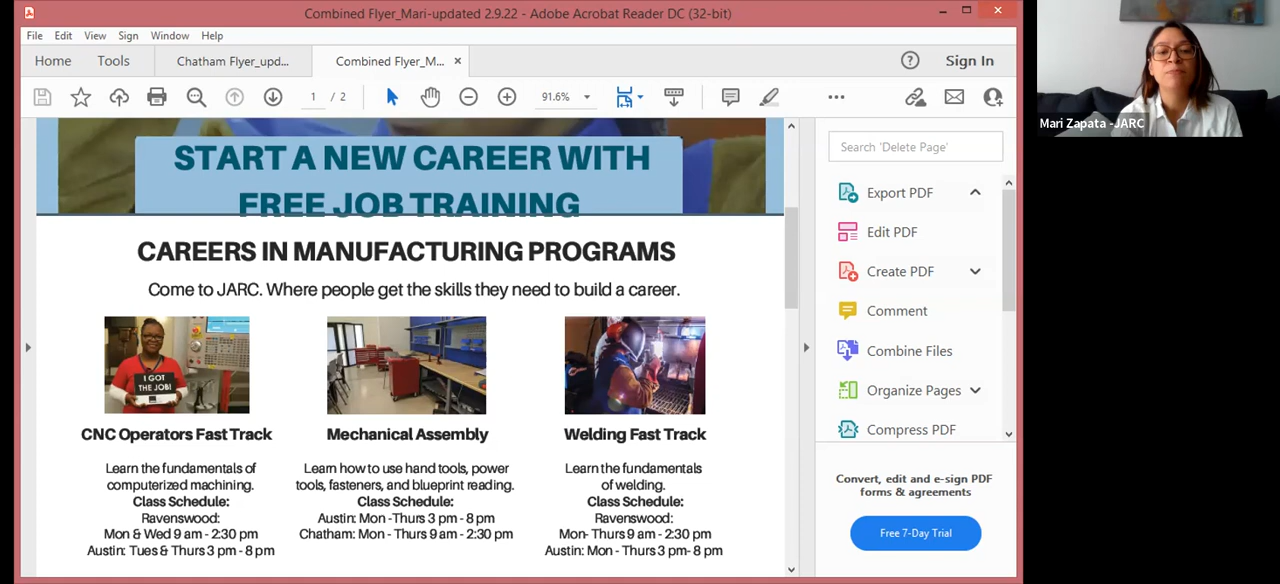 Combined Flyer_Mari-updated 2.9.22 - Adobe Acrobat Reader DC (32-bit)
File Edit View Sign Window Help
Home Tools Chatham Flyer_upd... Combined Flyer_M... × Sign In
1 / 2 91.6%
Mari Zapata -JARC
START A NEW CAREER WITH
FREE JOB TRAINING
CAREERS IN MANUFACTURING PROGRAMS
Come to JARC. Where people get the skills they need to build a career.
I GOT
THE JOB!
CNC Operators Fast Track
Learn the fundamentals of
computerized machining.
Class Schedule:
Ravenswood:
Mon & Wed 9 am - 2:30 pm
Austin: Tues & Thurs 3 pm - 8 pm
Mechanical Assembly
Learn how to use hand tools, power
tools, fasteners, and blueprint reading.
Class Schedule:
Austin: Mon -Thurs 3 pm - 8 pm
Chatham: Mon - Thurs 9 am - 2:30 pm
Welding Fast Track
Learn the fundamentals
of welding.
Class Schedule:
Ravenswood:
Mon- Thurs 9 am - 2:30 pm
Austin: Mon - Thurs 3 pm- 8 pm
Search 'Delete Page'
Export PDF
Edit PDF
Create PDF
Comment
Combine Files
Organize Pages
Compress PDF
Convert, edit and e-sign PDF
forms & agreements
Free 7-Day Trial